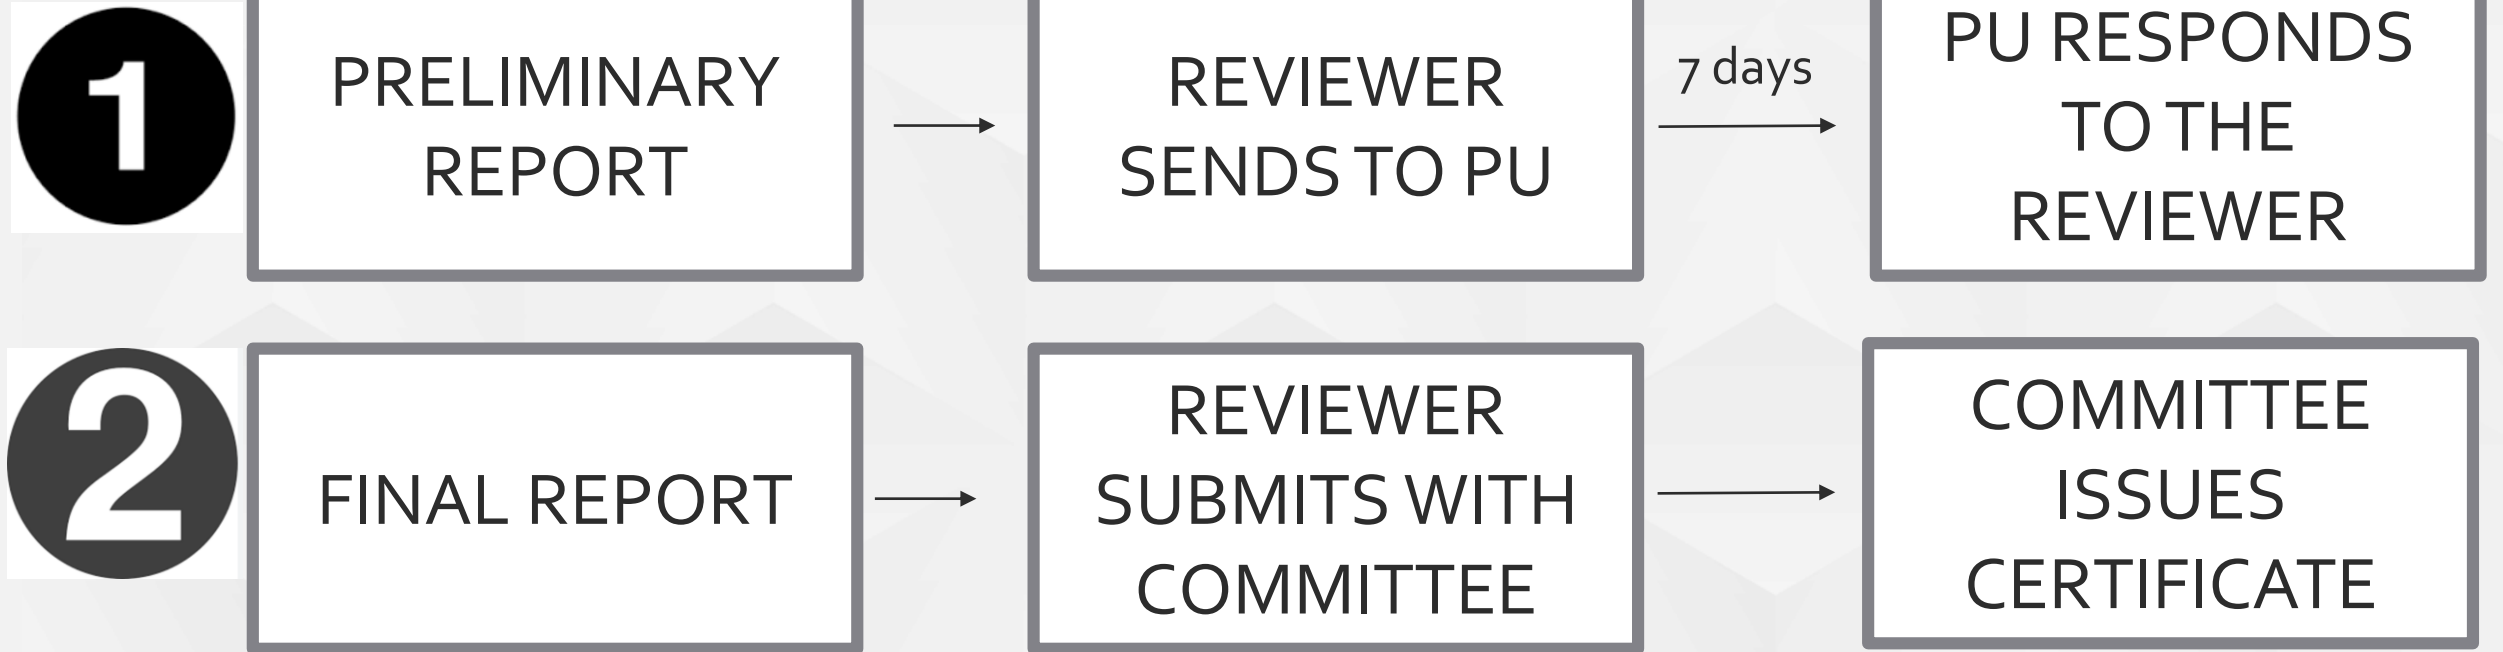 1
PRELIMINARY
REPORT
REVIEWER
SENDS TO PU
7 days
PU RESPONDS
TO THE
REVIEWER
2
FINAL REPORT
REVIEWER
SUBMITS WITH
COMMITTEE
COMMITTEE
ISSUES
CERTIFICATE